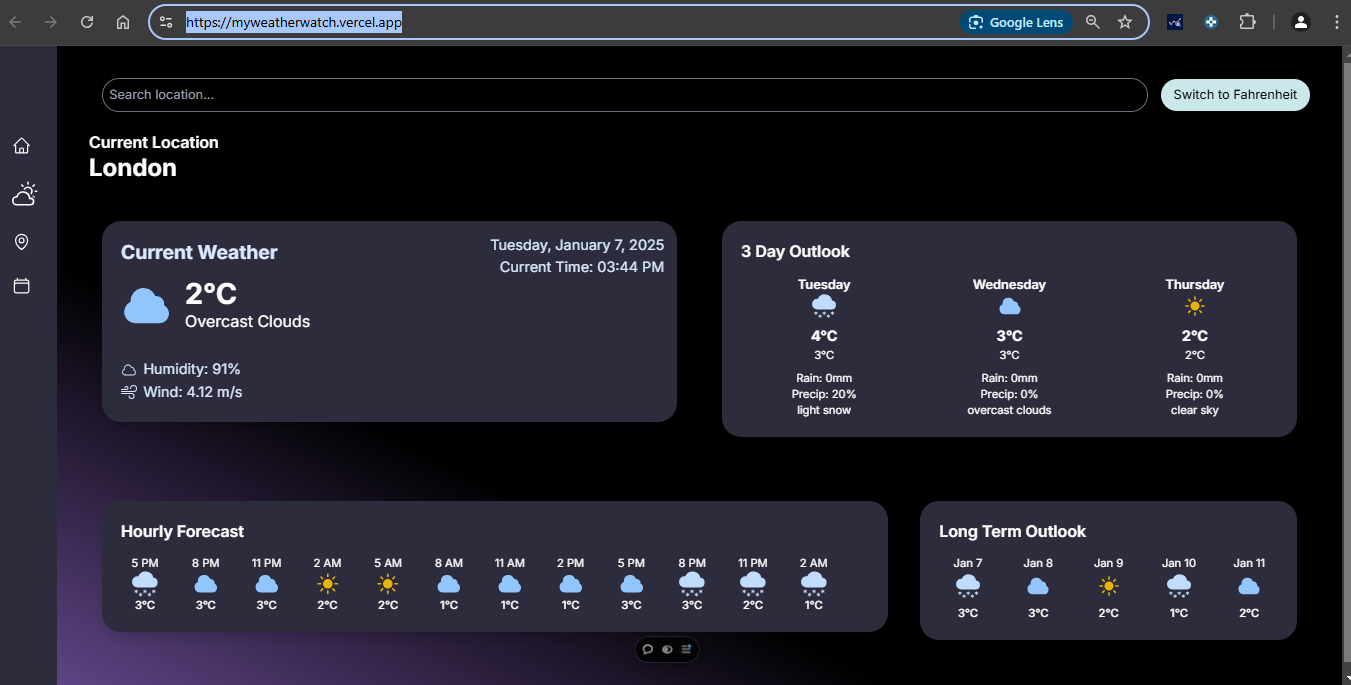 https://myweatherwatch.vercel.app
Google Lens
Search location...
Switch to Fahrenheit
Current Location
London
Current Weather
Tuesday, January 7, 2025
Current Time: 03:44 PM
2°C
Overcast Clouds
Humidity: 91%
Wind: 4.12 m/s
3 Day Outlook
Tuesday Wednesday Thursday
4°C 3°C 2°C
3°C 3°C 2°C
Rain: 0mm Rain: 0mm Rain: 0mm
Precip: 20% Precip: 0% Precip: 0%
light snow overcast clouds clear sky
Hourly Forecast
5 PM 8 PM 11 PM 2 AM 5 AM 8 AM 11 AM 2 PM 5 PM 8 PM 11 PM 2 AM
3°C 3°C 3°C 2°C 2°C 1°C 1°C 1°C 3°C 3°C 2°C 1°C
Long Term Outlook
Jan 7 Jan 8 Jan 9 Jan 10 Jan 11
3°C 3°C 2°C 1°C 2°C